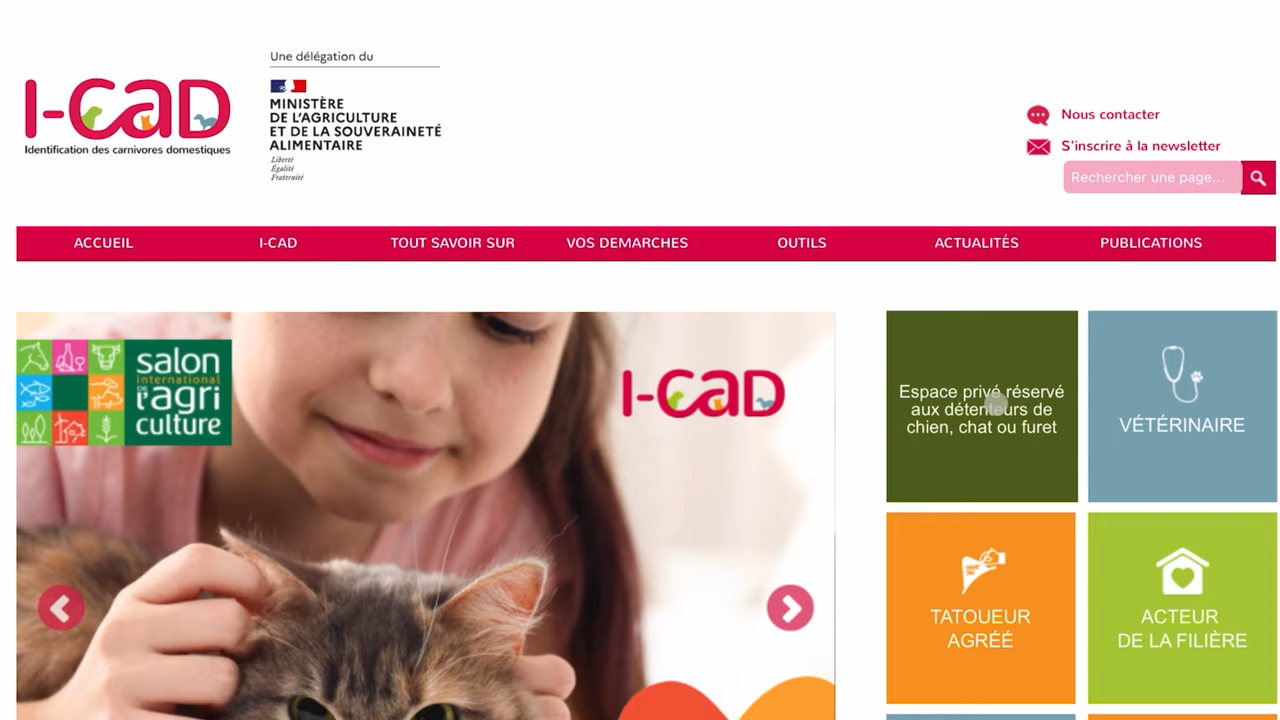 I-CAD
Identification des carnivores domestiques
Une délégation du
MINISTÈRE
DE L'AGRICULTURE
ET DE LA SOUVERAINETÉ
ALIMENTAIRE
Liberté
Égalité
Fraternité
Nous contacter
S'inscrire à la newsletter
Rechercher une page...
ACCUEIL
I-CAD
TOUT SAVOIR SUR
VOS DEMARCHES
OUTILS
ACTUALITÉS
PUBLICATIONS
salon
international
DE l'agri
culture
I-CAD
Espace privé réservé
aux détenteurs de
chien, chat ou furet
VÉTÉRINAIRE
TATOUEUR
AGRÉÉ
ACTEUR
DE LA FILIÈRE